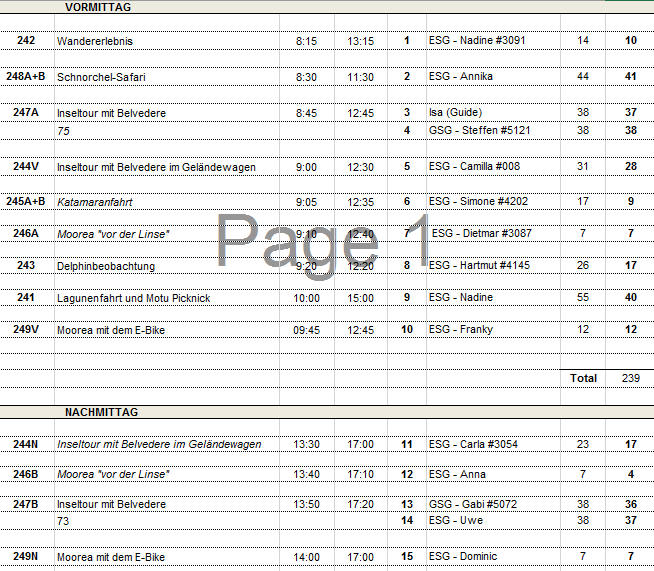 VORMITTAG
242 Wandererlebnis 8:15 13:15 1 ESG - Nadine #3091 14 10
248A+B Schnorchel-Safari 8:30 11:30 2 ESG - Annika 44 41
247A Inseltour mit Belvedere 8:45 12:45 3 Isa (Guide) 38 37
75 4 GSG - Steffen #5121 38 38
244V Inseltour mit Belvedere im Geländewagen 9:00 12:30 5 ESG - Camilla #008 31 28
245A+B Katamaranfahrt 9:05 12:35 6 ESG - Simone #4202 17 9
246A Moorea "vor der Linse" 9:10 12:40 7 ESG - Dietmar #3087 7 7
Page 1
243 Delphinbeobachtung 9:20 12:20 8 ESG - Hartmut #4145 26 17
241 Lagunenfahrt und Motu Picknick 10:00 15:00 9 ESG - Nadine 55 40
249V Moorea mit dem E-Bike 09:45 12:45 10 ESG - Franky 12 12
Total 239
NACHMITTAG
244N Inseltour mit Belvedere im Geländewagen 13:30 17:00 11 ESG - Carla #3054 23 17
246B Moorea "vor der Linse" 13:40 17:10 12 ESG - Anna 7 4
247B Inseltour mit Belvedere 13:50 17:20 13 GSG - Gabi #5072 38 36
73 14 ESG - Uwe 38 37
249N Moorea mit dem E-Bike 14:00 17:00 15 ESG - Dominic 7 7